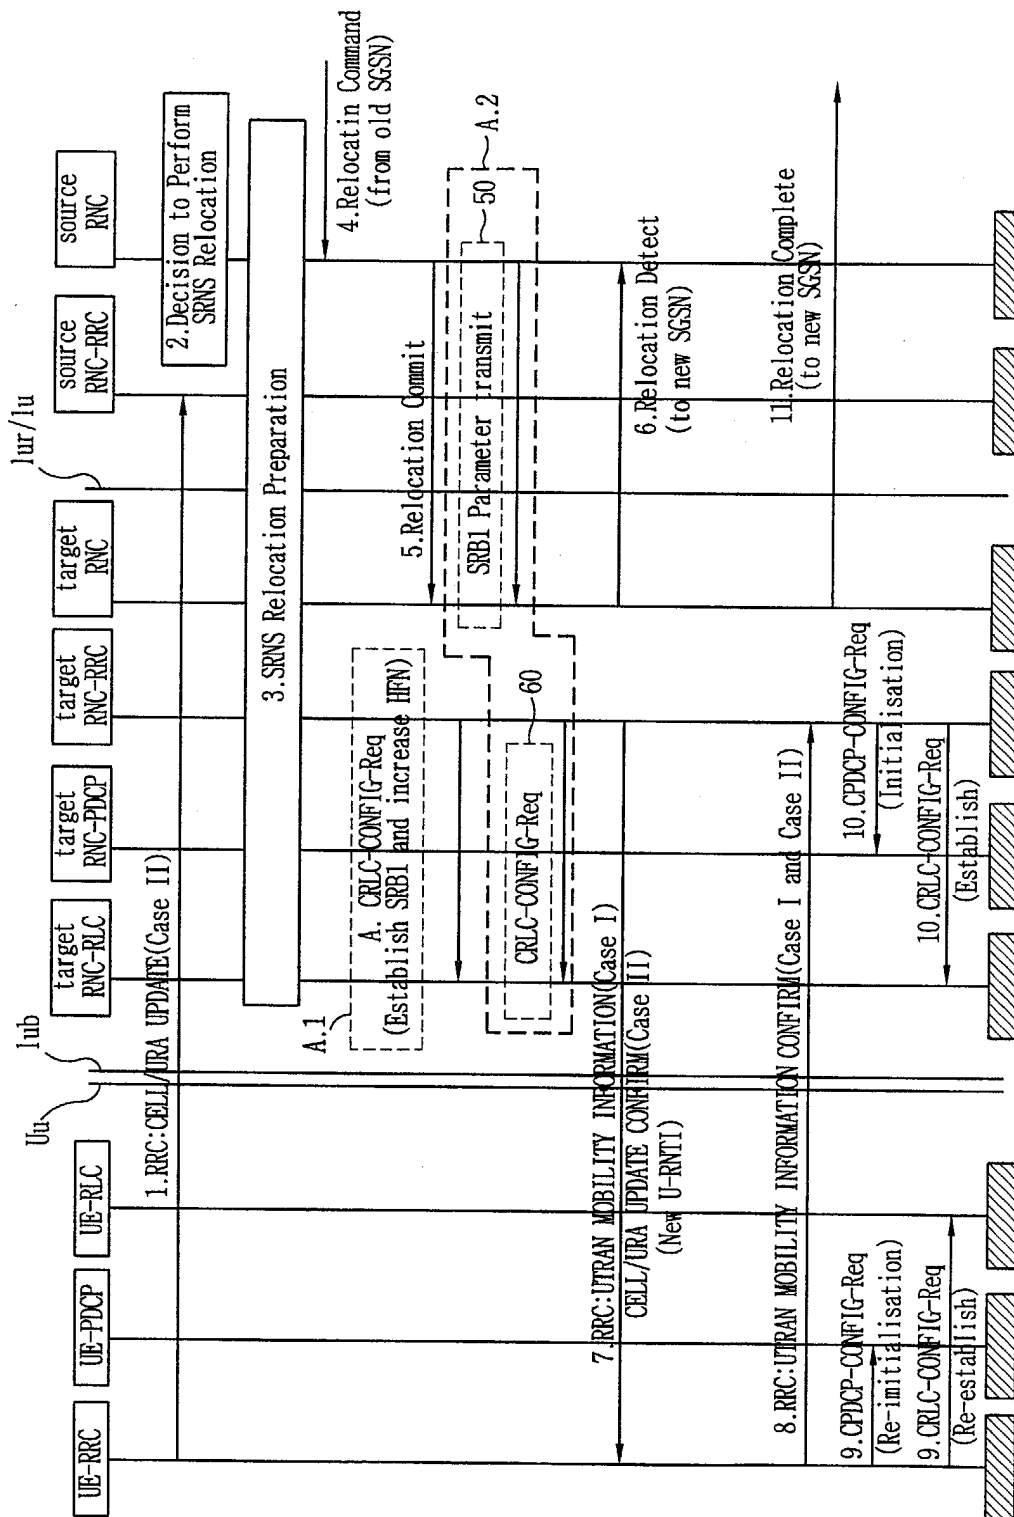 UE-RRC
UE-PDCP
UE-RLC
Uu
lub
target
RNC-RLC
target
RNC-PDCP
target
RNC-RRC
target
RNC
lur/lu
source
RNC-RRC
source
RNC
1.RRC:CELL/URA UPDATE(Case II)
2.Decision to Perform
SRNS Relocation
3.SRNS Relocation Preparation
4.Relocatin Command
(from old SGSN)
A.1
A. CRLC-CONFIG-Req
(Establish SRB1 and increase HFN)
5.Relocation Commit
A.2
50
SRB1 Parameter transmit
60
CRLC-CONFIG-Req
6.Relocation Detect
(to new SGSN)
7.RRC:UTRAN MOBILITY INFORMATION(Case I)
CELL/URA UPDATE CONFIRM(Case II)
(New U-RNTI)
8.RRC:UTRAN MOBILITY INFORMATION CONFIRM(Case I and Case II)
11.Relocation Complete
(to new SGSN)
9.CPDCP-CONFIG-Req
(Re-imitialisation)
10.CPDCP-CONFIG-Req
(Initialisation)
9.CRLC-CONFIG-Req
(Re-establish)
10.CRLC-CONFIG-Req
(Establish)